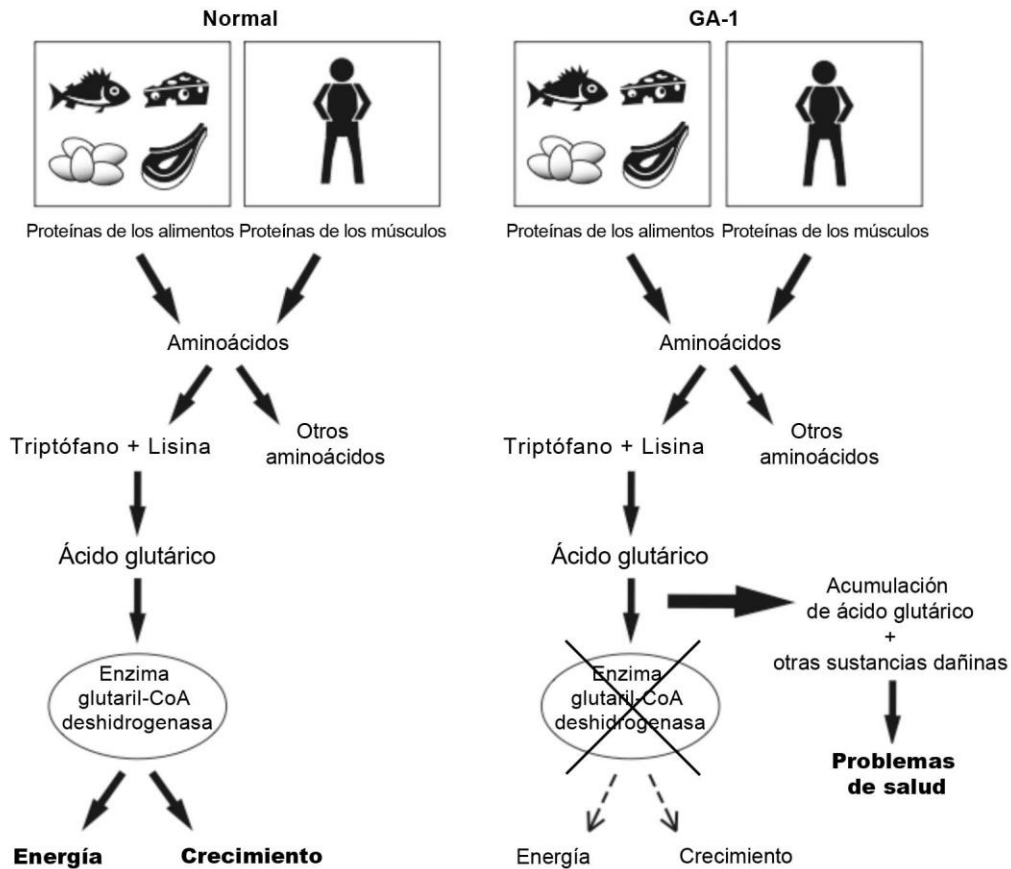 Normal
Proteínas de los alimentos
Proteínas de los músculos
Aminoácidos
Triptófano + Lisina
Otros
aminoácidos
Ácido glutárico
Enzima
glutaril-CoA
deshidrogenasa
Energía
Crecimiento
GA-1
Proteínas de los alimentos
Proteínas de los músculos
Aminoácidos
Triptófano + Lisina
Otros
aminoácidos
Ácido glutárico
Acumulación
de ácido glutárico
+
otras sustancias dañinas
Problemas
de salud
Enzima
glutaril-CoA
deshidrogenasa
Energía
Crecimiento